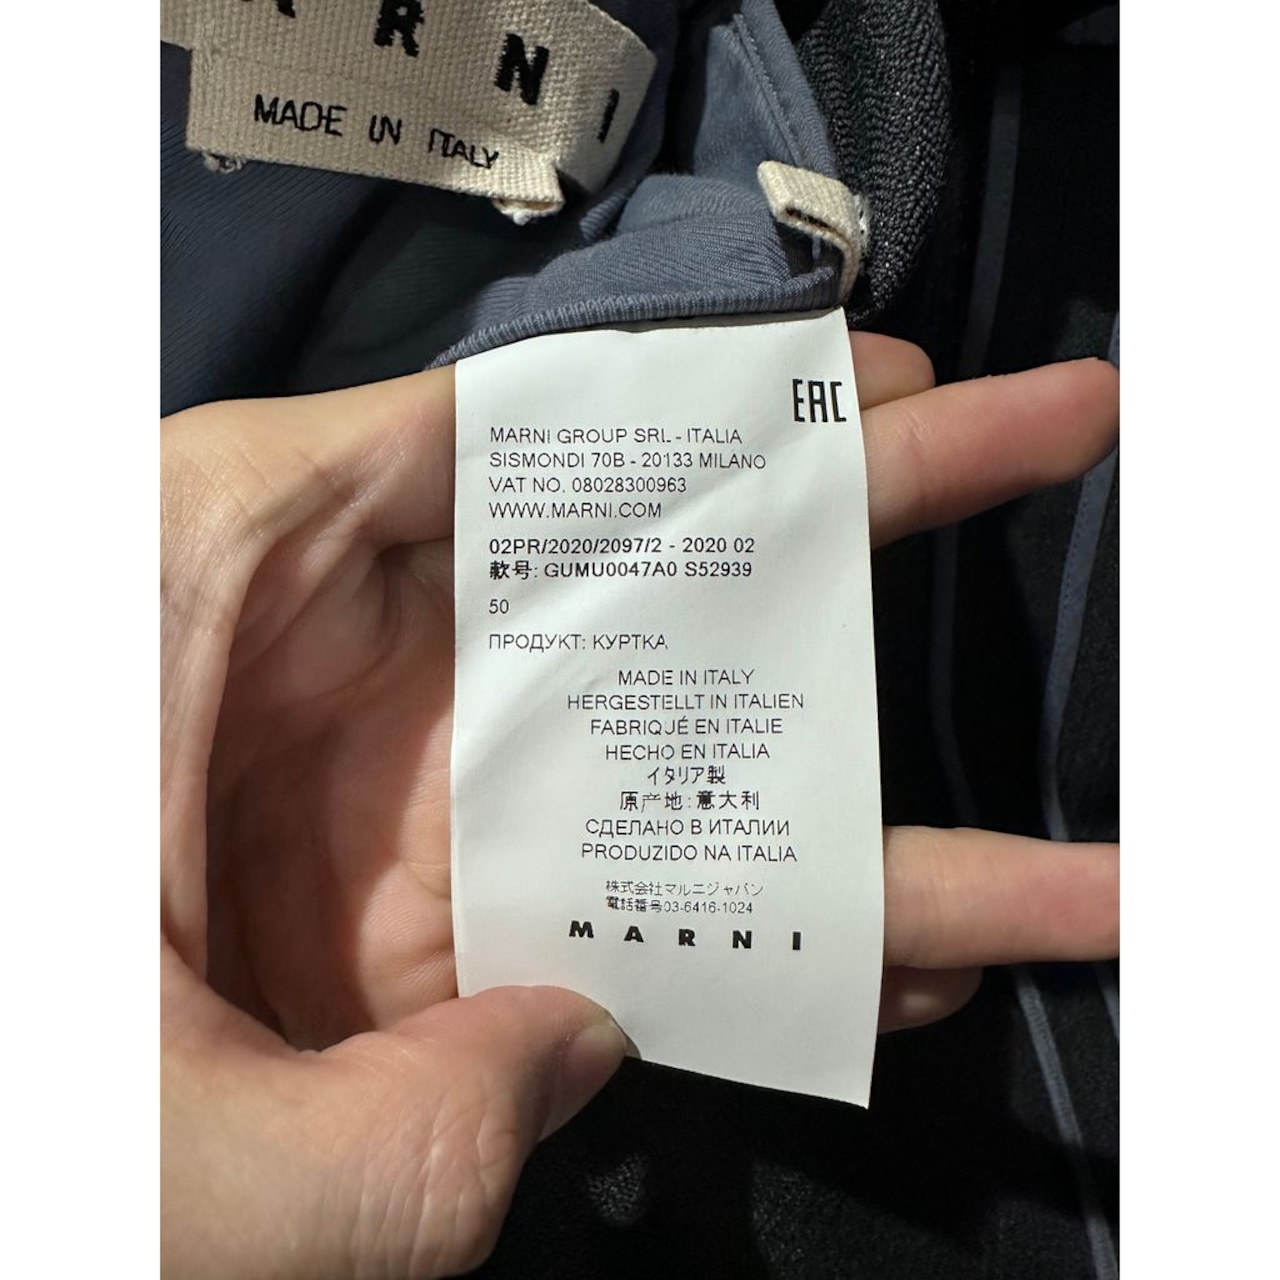 A R N I
MADE IN ITALY
EAC
MARNI GROUP SRL - ITALIA
SISMONDI 70B - 20133 MILANO
VAT NO. 08028300963
WWW.MARNI.COM
02PR/2020/2097/2 - 2020 02
款号: GUMU0047A0 S52939
50
ПРОДУКТ: КУРТКА
MADE IN ITALY
HERGESTELLT IN ITALIEN
FABRIQUÉ EN ITALIE
HECHO EN ITALIA
イタリア製
原产地: 意大利
СДЕЛАНО В ИТАЛИИ
PRODUZIDO NA ITALIA
株式会社マルニジャパン
電話番号03-6416-1024
MARNI